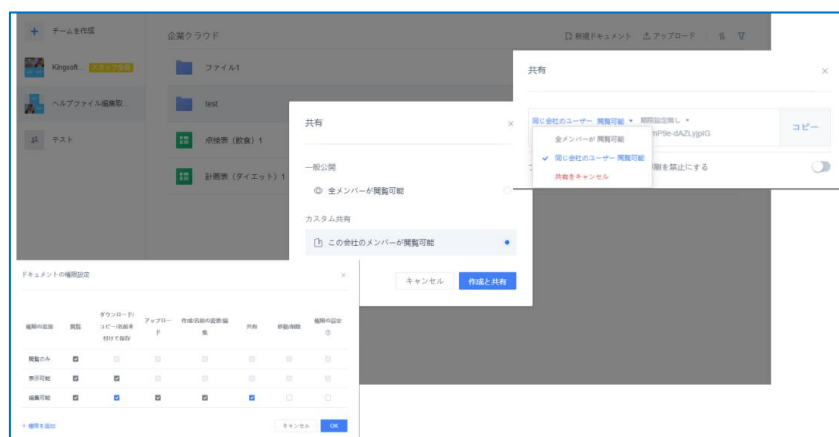 チームを作成
Kingsoft...
ヘルプファイル編集取...
テスト
企業クラウド
新規ドキュメント
アップロード
ファイル1
test
点検表（飲食）1
計画表（ダイエット）1
共有
一般公開
全メンバーが閲覧可能
カスタム共有
この会社のメンバーが閲覧可能
キャンセル
作成と共有
共有
同じ会社のユーザー 閲覧可能
期限設定無し
mP9e-dAZLyjpIG
コピー
全メンバーが 閲覧可能
同じ会社のユーザー 閲覧可能
共有をキャンセル
印刷を禁止にする
ドキュメントの権限設定
権限の追加
閲覧
ダウンロード/
コピー/名前を
付けて保存
アップロー
ド
作成/名前の変更/編
集
共有
移動/削除
権限の設定
閲覧のみ
表示可能
編集可能
+ 権限を追加
キャンセル
OK